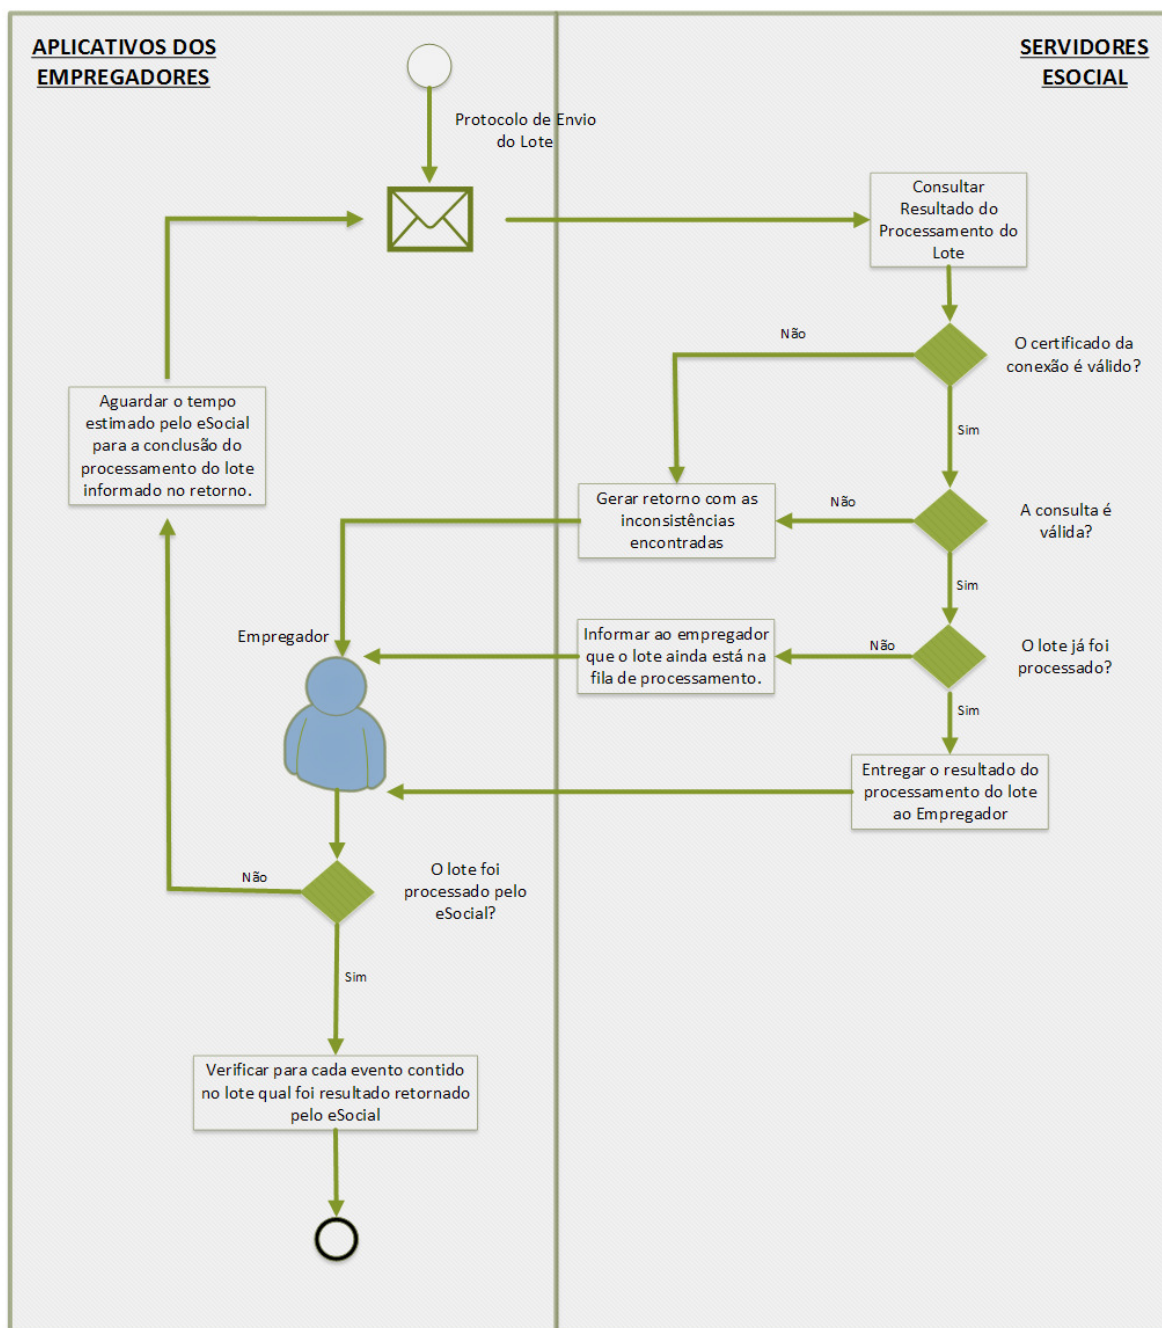 APLICATIVOS DOS
EMPREGADORES
SERVIDORES
ESOCIAL
Protocolo de Envio
do Lote
Consultar
Resultado do
Processamento do
Lote
Não
O certificado da
conexão é válido?
Sim
Aguardar o tempo
estimado pelo eSocial
para a conclusão do
processamento do lote
informado no retorno.
Gerar retorno com as
inconsistências
encontradas
Não
A consulta é
válida?
Sim
Empregador
Informar ao empregador
que o lote ainda está na
fila de processamento.
Não
O lote já foi
processado?
Sim
Entregar o resultado do
processamento do lote
ao Empregador
Não
O lote foi
processado pelo
eSocial?
Sim
Verificar para cada evento contido
no lote qual foi resultado retornado
pelo eSocial